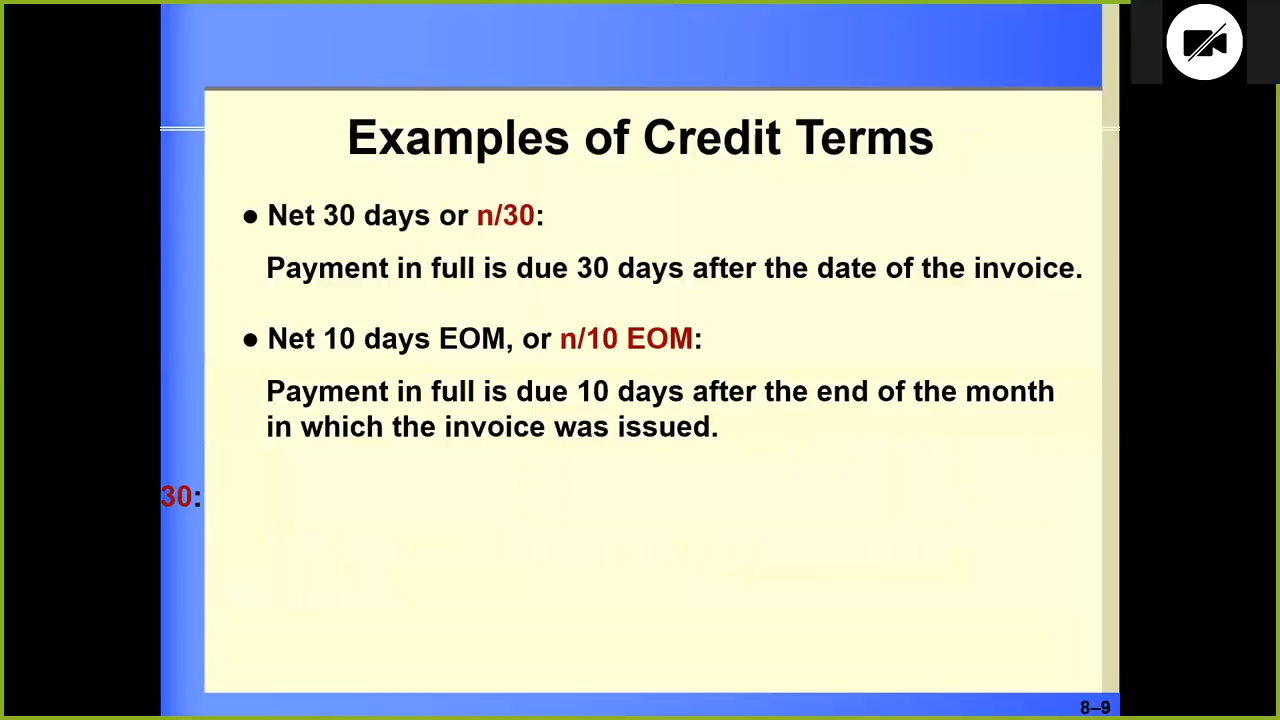 Examples of Credit Terms
● Net 30 days or n/30:
Payment in full is due 30 days after the date of the invoice.
● Net 10 days EOM, or n/10 EOM:
Payment in full is due 10 days after the end of the month
in which the invoice was issued.
30:
8–9